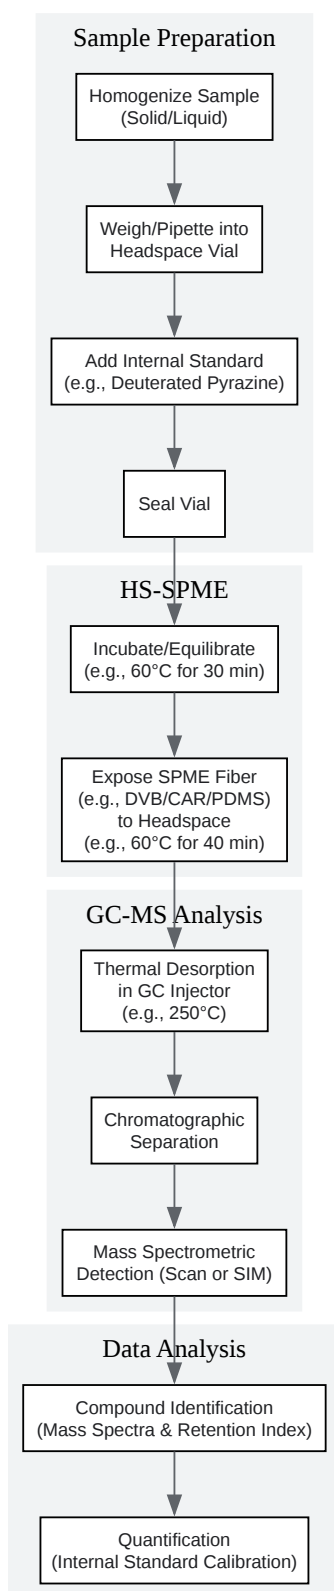 Sample Preparation
Homogenize Sample
(Solid/Liquid)
Weigh/Pipette into
Headspace Vial
Add Internal Standard
(e.g., Deuterated Pyrazine)
Seal Vial
HS-SPME
Incubate/Equilibrate
(e.g., 60°C for 30 min)
Expose SPME Fiber
(e.g., DVB/CAR/PDMS)
to Headspace
(e.g., 60°C for 40 min)
GC-MS Analysis
Thermal Desorption
in GC Injector
(e.g., 250°C)
Chromatographic
Separation
Mass Spectrometric
Detection (Scan or SIM)
Data Analysis
Compound Identification
(Mass Spectra & Retention Index)
Quantification
(Internal Standard Calibration)